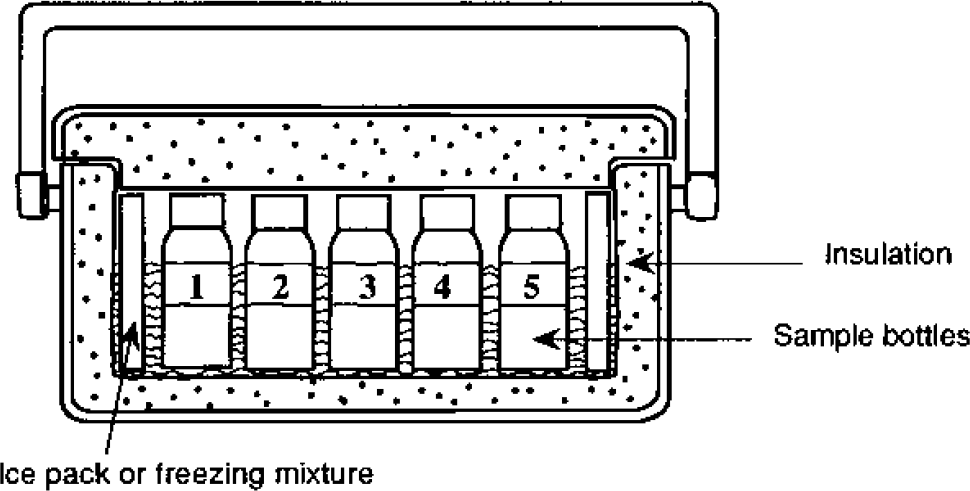 1 2 3 4 5
Insulation
Sample bottles
Ice pack or freezing mixture